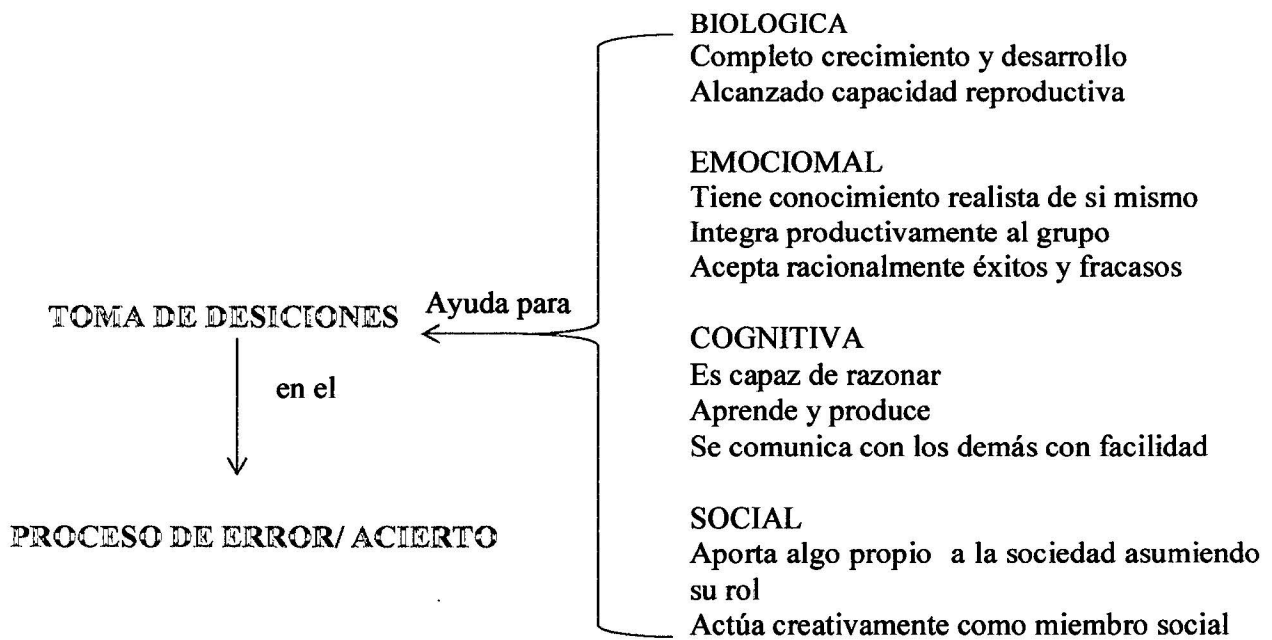 BIOLOGICA
Completo crecimiento y desarrollo
Alcanzado capacidad reproductiva
EMOCIOMAL
Tiene conocimiento realista de si mismo
Integra productivamente al grupo
Acepta racionalmente éxitos y fracasos
TOMA DE DESICIONES
Ayuda para
COGNITIVA
Es capaz de razonar
Aprende y produce
Se comunica con los demás con facilidad
en el
PROCESO DE ERROR/ ACIERTO
SOCIAL
Aporta algo propio a la sociedad asumiendo
su rol
Actúa creativamente como miembro social